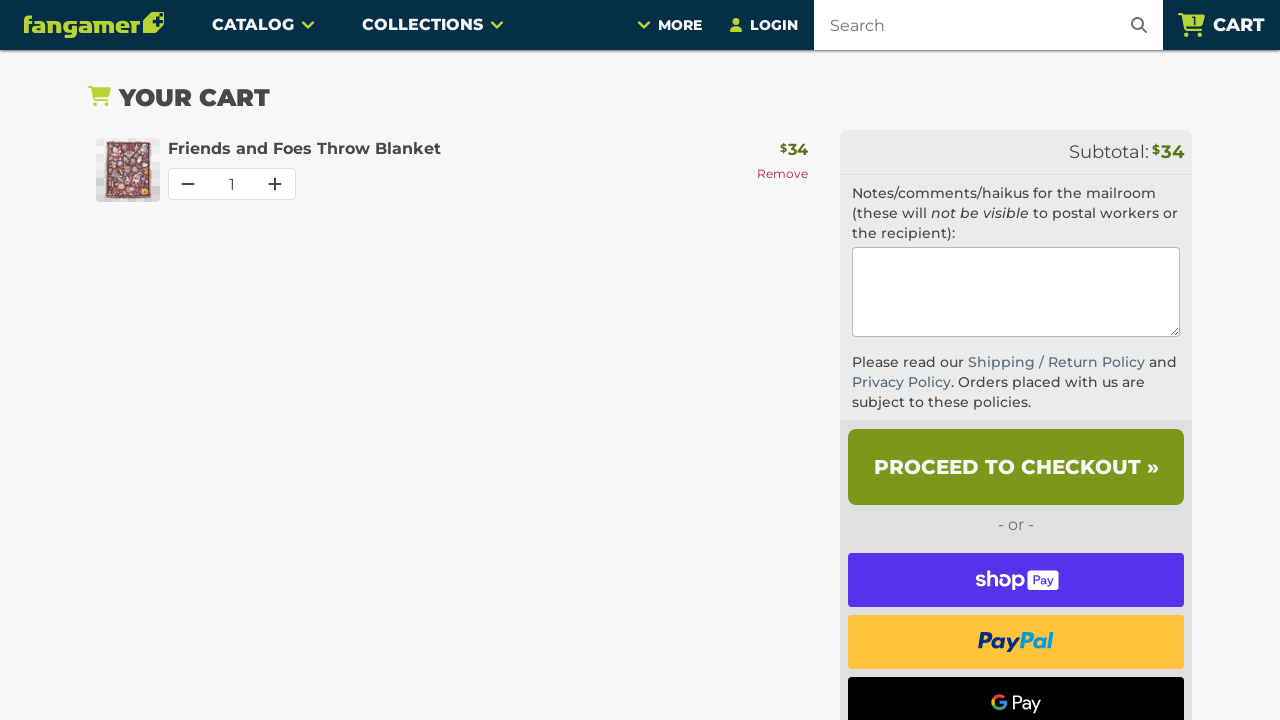 fangamer
CATALOG
COLLECTIONS
MORE
LOGIN
Search
1
CART
YOUR CART
Friends and Foes Throw Blanket
$34
1
Remove
Subtotal: $34
Notes/comments/haikus for the mailroom
(these will not be visible to postal workers or
the recipient):
Please read our Shipping / Return Policy and
Privacy Policy. Orders placed with us are
subject to these policies.
PROCEED TO CHECKOUT »
- or -
shop Pay
PayPal
G Pay